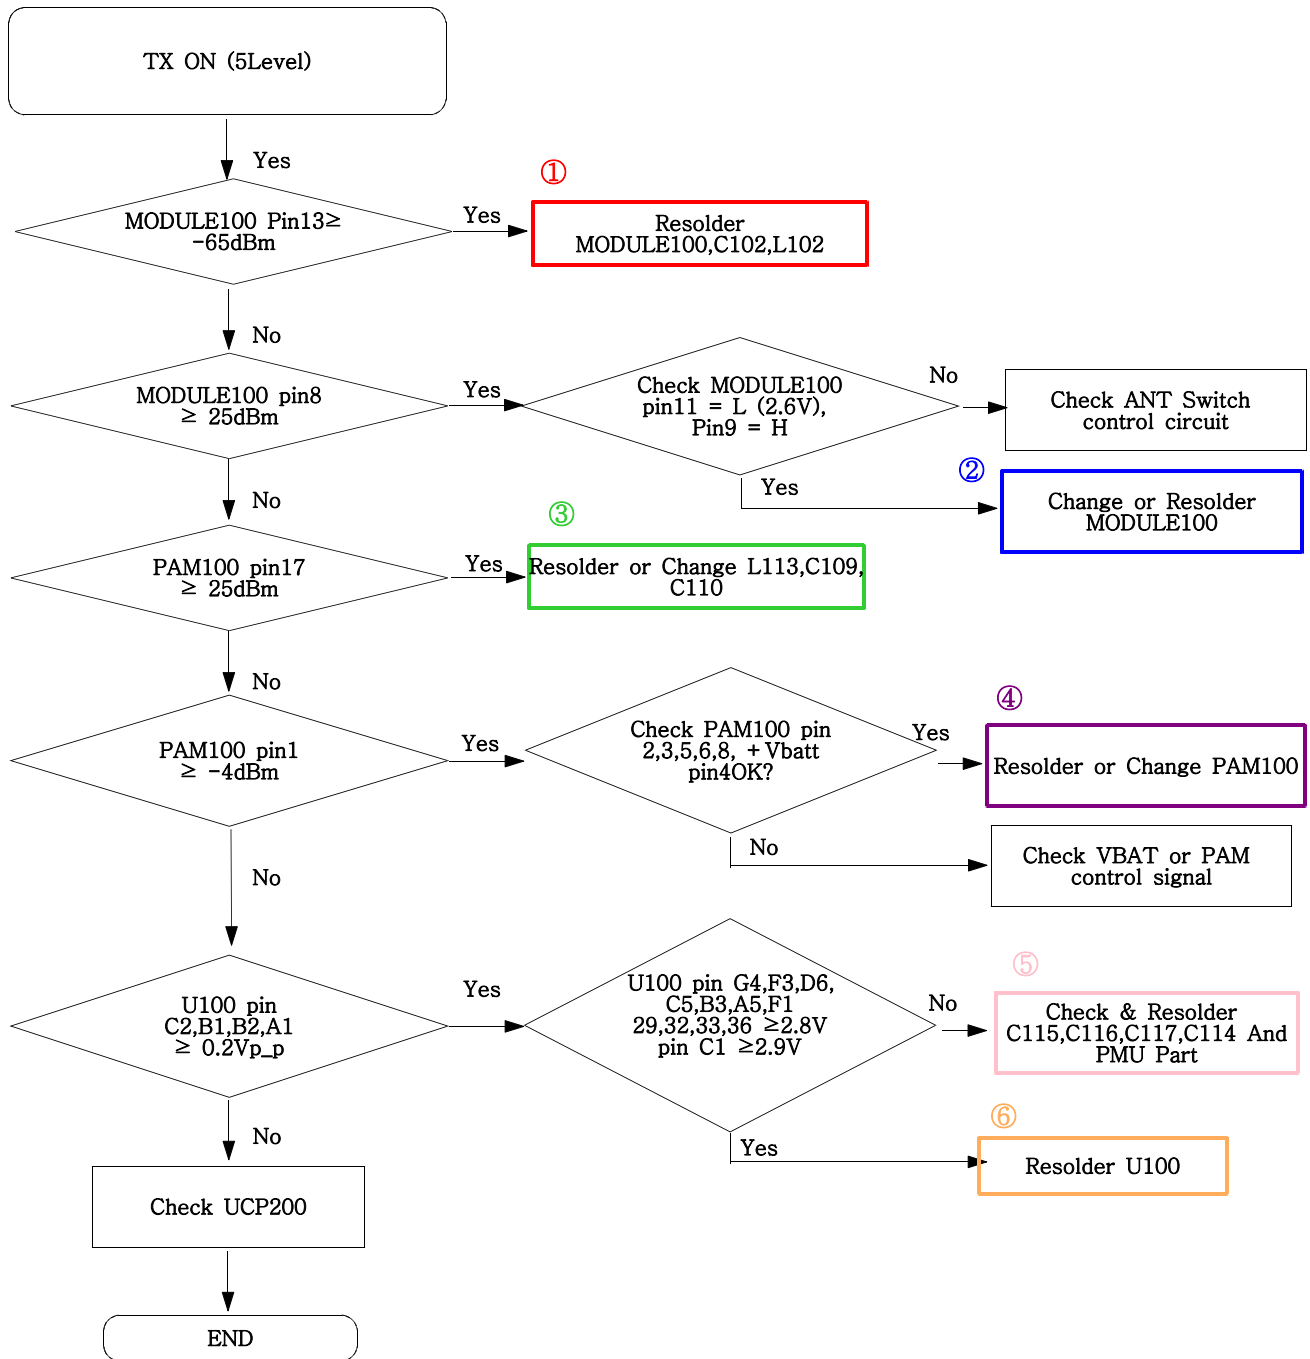 TX ON (5Level)
Yes
①
MODULE100 Pin13≥
-65dBm
Yes
Resolder
MODULE100,C102,L102
No
MODULE100 pin8
≥ 25dBm
Yes
Check MODULE100
pin11 = L (2.6V),
Pin9 = H
No
Check ANT Switch
control circuit
Yes
②
Change or Resolder
MODULE100
No
③
PAM100 pin17
≥ 25dBm
Yes
Resolder or Change L113,C109,
C110
No
④
PAM100 pin1
≥ -4dBm
Yes
Check PAM100 pin
2,3,5,6,8, +Vbatt
pin4OK?
Yes
Resolder or Change PAM100
No
Check VBAT or PAM
control signal
No
⑤
U100 pin
C2,B1,B2,A1
≥ 0.2Vp_p
Yes
U100 pin G4,F3,D6,
C5,B3,A5,F1
29,32,33,36 ≥2.8V
pin C1 ≥2.9V
No
Check & Resolder
C115,C116,C117,C114 And
PMU Part
No
Yes
⑥
Resolder U100
Check UCP200
END